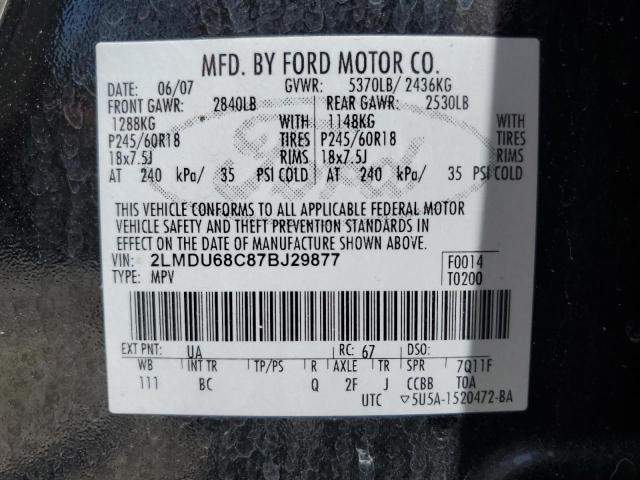 MFD. BY FORD MOTOR CO.
DATE: 06/07 GVWR: 5370LB/ 2436KG
FRONT GAWR: 2840LB REAR GAWR: 2530LB
1288KG WITH 1148KG WITH
P245/60R18 TIRES P245/60R18 TIRES
18x7.5J RIMS 18x7.5J RIMS
AT 240 kPa/ 35 PSI COLD AT 240 kPa/ 35 PSI COLD
THIS VEHICLE CONFORMS TO ALL APPLICABLE FEDERAL MOTOR
VEHICLE SAFETY AND THEFT PREVENTION STANDARDS IN
EFFECT ON THE DATE OF MANUFACTURE SHOWN ABOVE.
VIN: 2LMDU68C87BJ29877 F0014
TYPE: MPV T0200
EXT PNT: UA RC: 67 DSO:
WB INT TR TP/PS R AXLE TR SPR 7Q11F
111 BC Q 2F J CCBB TOA
UTC ▽5U5A-1520472-BA
Ford